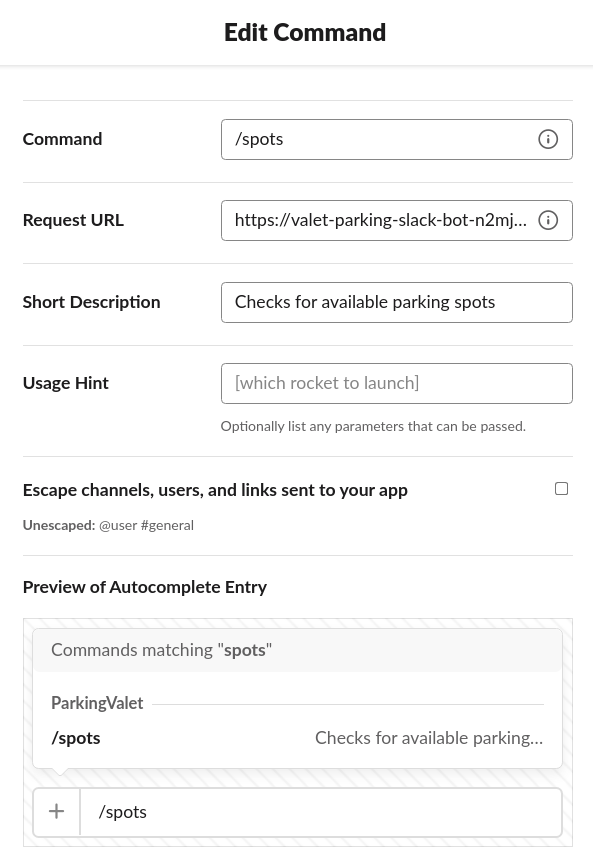 Edit Command
Command
/spots
Request URL
https://valet-parking-slack-bot-n2mj...
Short Description
Checks for available parking spots
Usage Hint
[which rocket to launch]
Optionally list any parameters that can be passed.
Escape channels, users, and links sent to your app
Unescaped: @user #general
Preview of Autocomplete Entry
Commands matching "spots"
ParkingValet
/spots Checks for available parking...
/spots